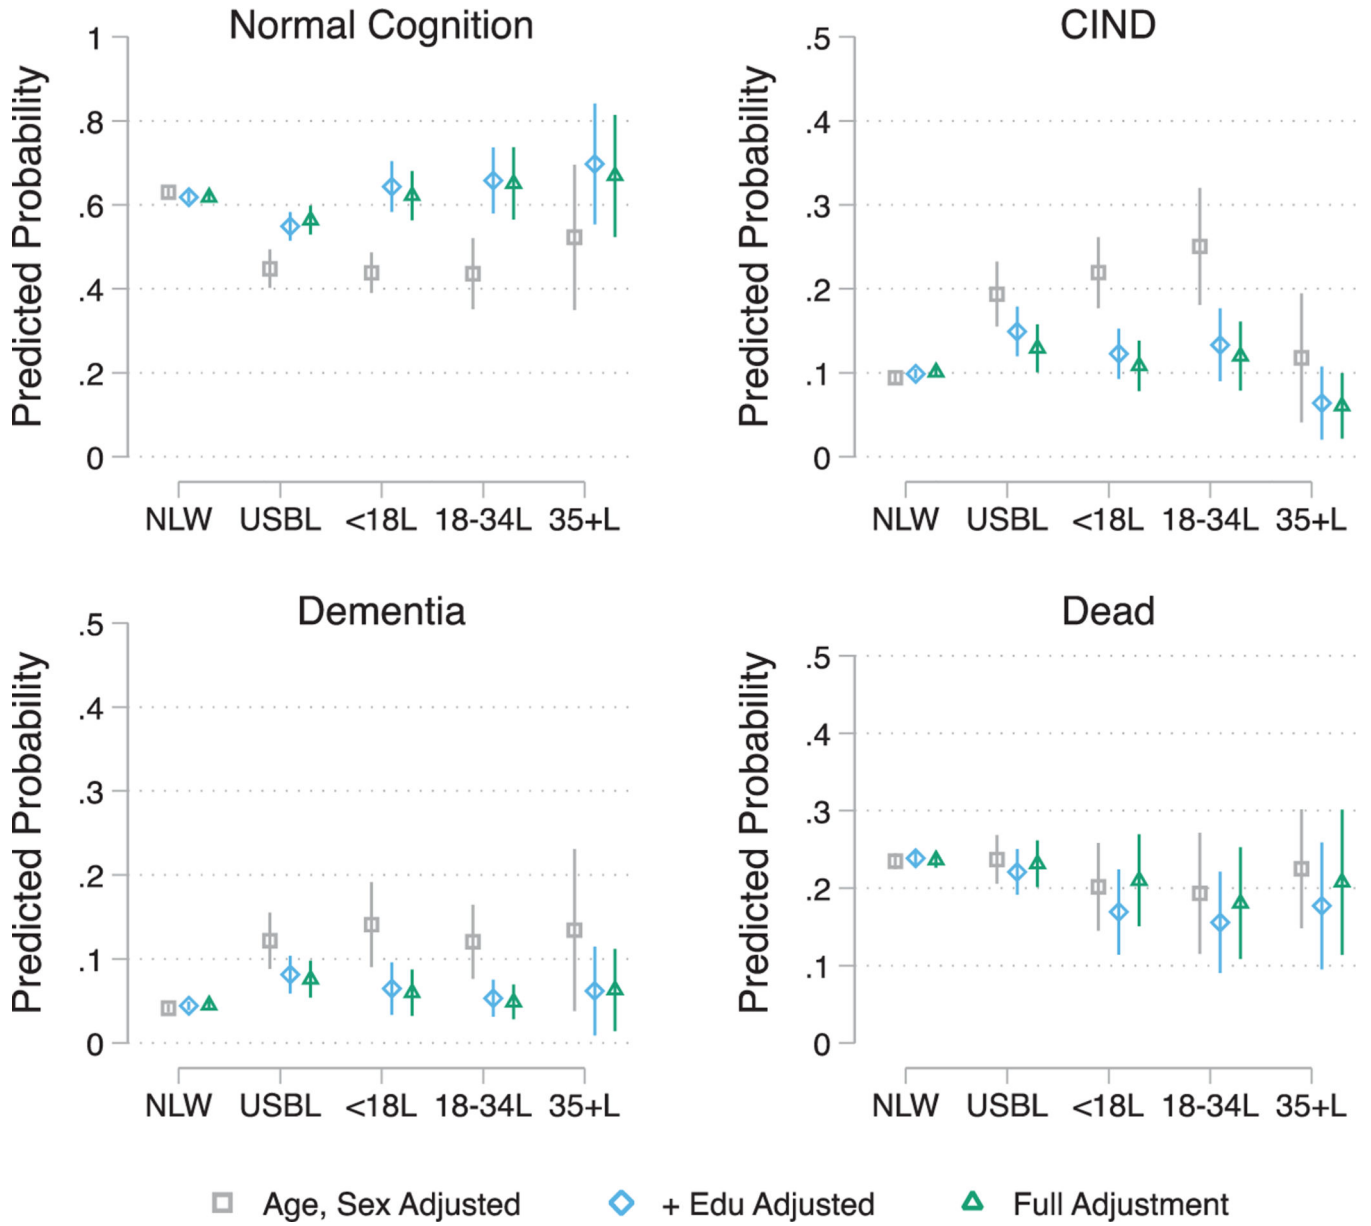 Normal Cognition
Predicted Probability
1
.8
.6
.4
.2
0
NLW USBL <18L 18-34L 35+L
CIND
Predicted Probability
.5
.4
.3
.2
.1
0
NLW USBL <18L 18-34L 35+L
Dementia
Predicted Probability
.5
.4
.3
.2
.1
0
NLW USBL <18L 18-34L 35+L
Dead
Predicted Probability
.5
.4
.3
.2
.1
0
NLW USBL <18L 18-34L 35+L
Age, Sex Adjusted + Edu Adjusted Full Adjustment